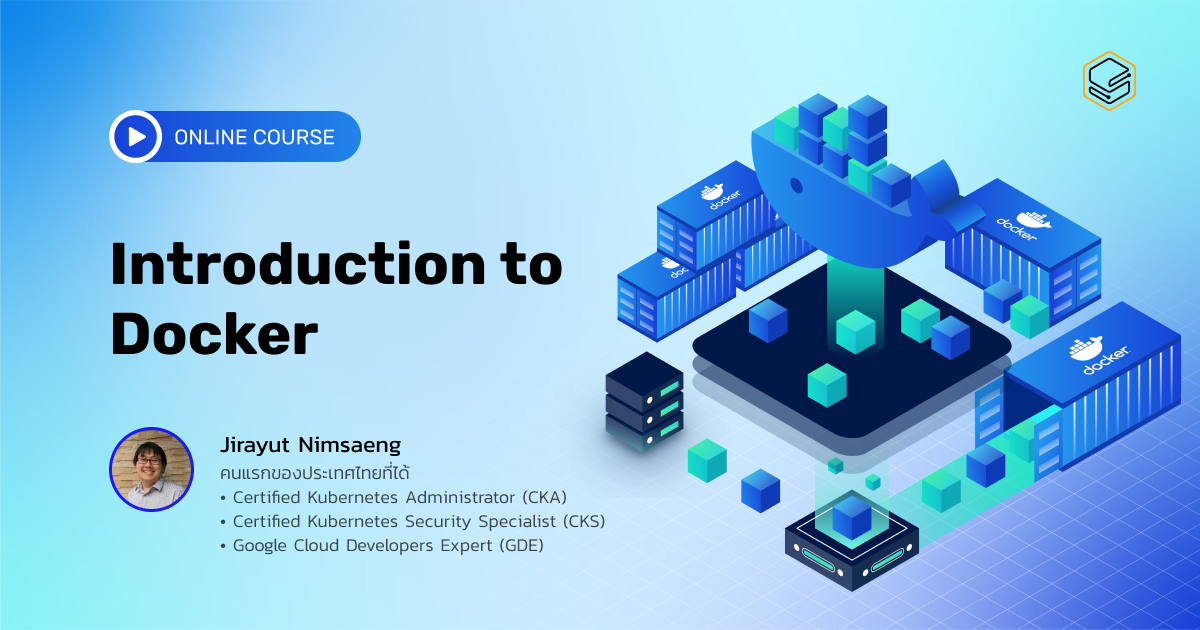 ONLINE COURSE
Introduction to
Docker
Jirayut Nimsaeng
คนแรกของประเทศไทยที่ได้
• Certified Kubernetes Administrator (CKA)
• Certified Kubernetes Security Specialist (CKS)
• Google Cloud Developers Expert (GDE)
docker
doc
docker
docker